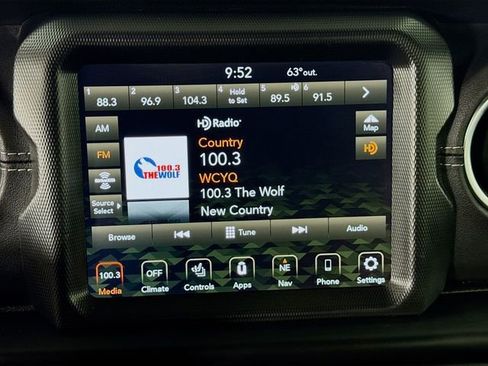 9:52 63°out.
1 88.3 2 96.9 3 104.3 4 Hold to Set 5 HD 89.5 6 91.5
AM
HD Radio
Map
Country
FM
100.3
HD
100.3
THE WOLF
WCYQ
100.3 The Wolf
Source
Select
New Country
Browse Tune Audio
100.3 OFF NE
Media Climate Controls Apps Nav Phone Settings